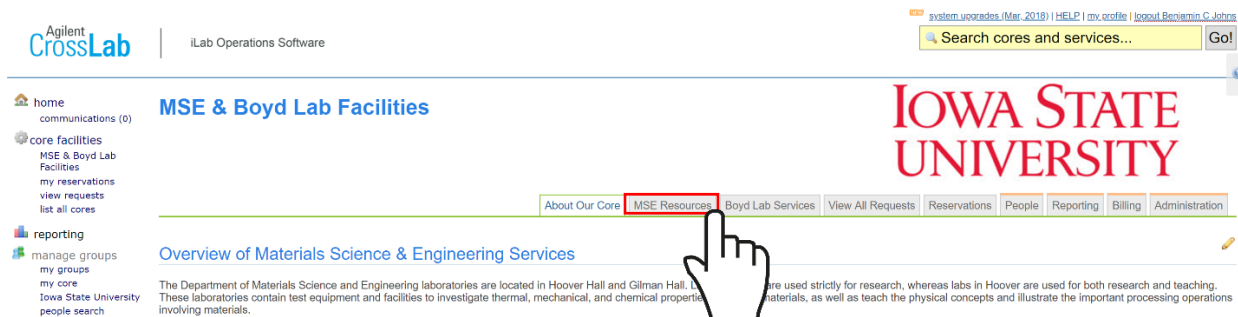 system upgrades (Mar, 2018) | HELP | my profile | logout Benjamin C Johns
Agilent
CrossLab
iLab Operations Software
Search cores and services...
Go!
home
communications (0)
core facilities
MSE & Boyd Lab
Facilities
my reservations
view requests
list all cores
reporting
manage groups
my groups
my core
Iowa State University
people search
MSE & Boyd Lab Facilities
IOWA STATE
UNIVERSITY
About Our Core MSE Resources Boyd Lab Services View All Requests Reservations People Reporting Billing Administration
Overview of Materials Science & Engineering Services
The Department of Materials Science and Engineering laboratories are located in Hoover Hall and Gilman Hall. are used strictly for research, whereas labs in Hoover are used for both research and teaching.
These laboratories contain test equipment and facilities to investigate thermal, mechanical, and chemical materials, as well as teach the physical concepts and illustrate the important processing operations
involving materials.